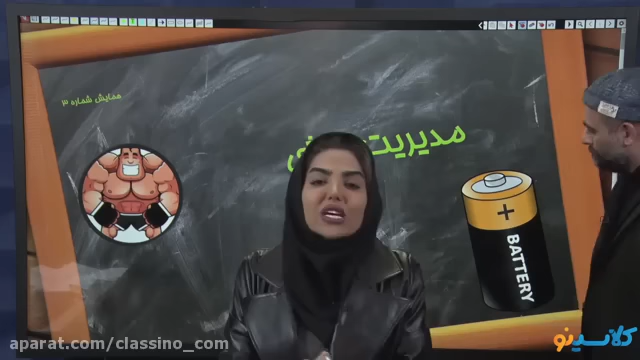 aparat.com/classino_com
همایش شماره ۳
مدیریت
BATTERY
کلاسینو